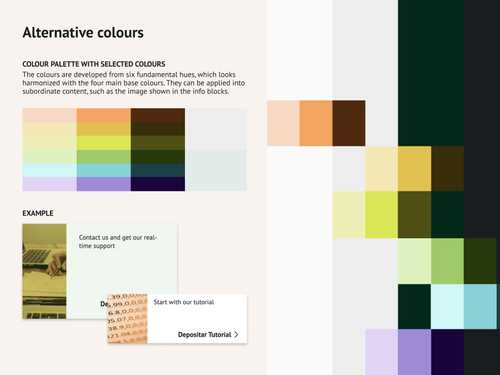 Alternative colours
COLOUR PALETTE WITH SELECTED COLOURS
The colours are developed from six fundamental hues, which looks
harmonized with the four main base colours. They can be applied into
subordinate content, such as the image shown in the info blocks.
EXAMPLE
Contact us and get our real-
time support
De
Start with our tutorial
Depositar Tutorial